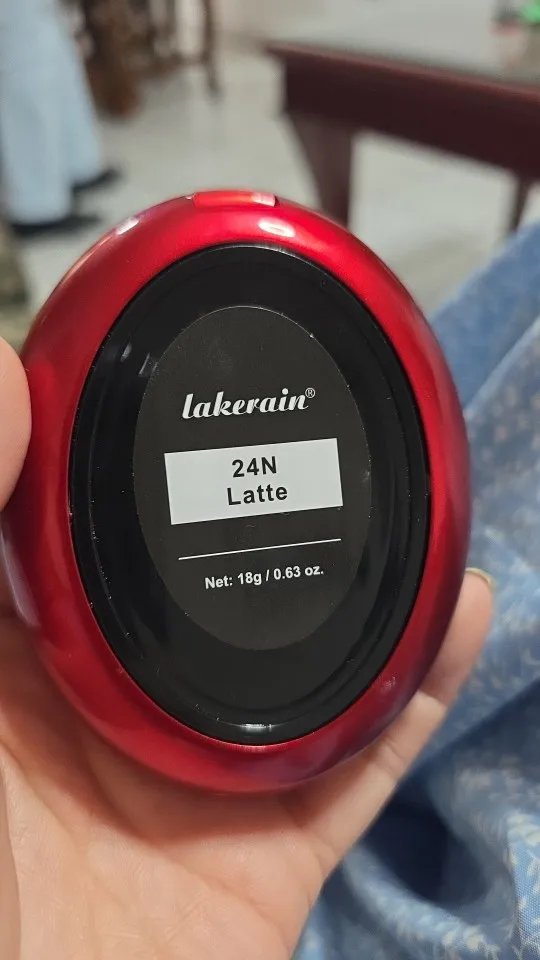 lakerain®
24N
Latte
Net: 18g / 0.63 oz.